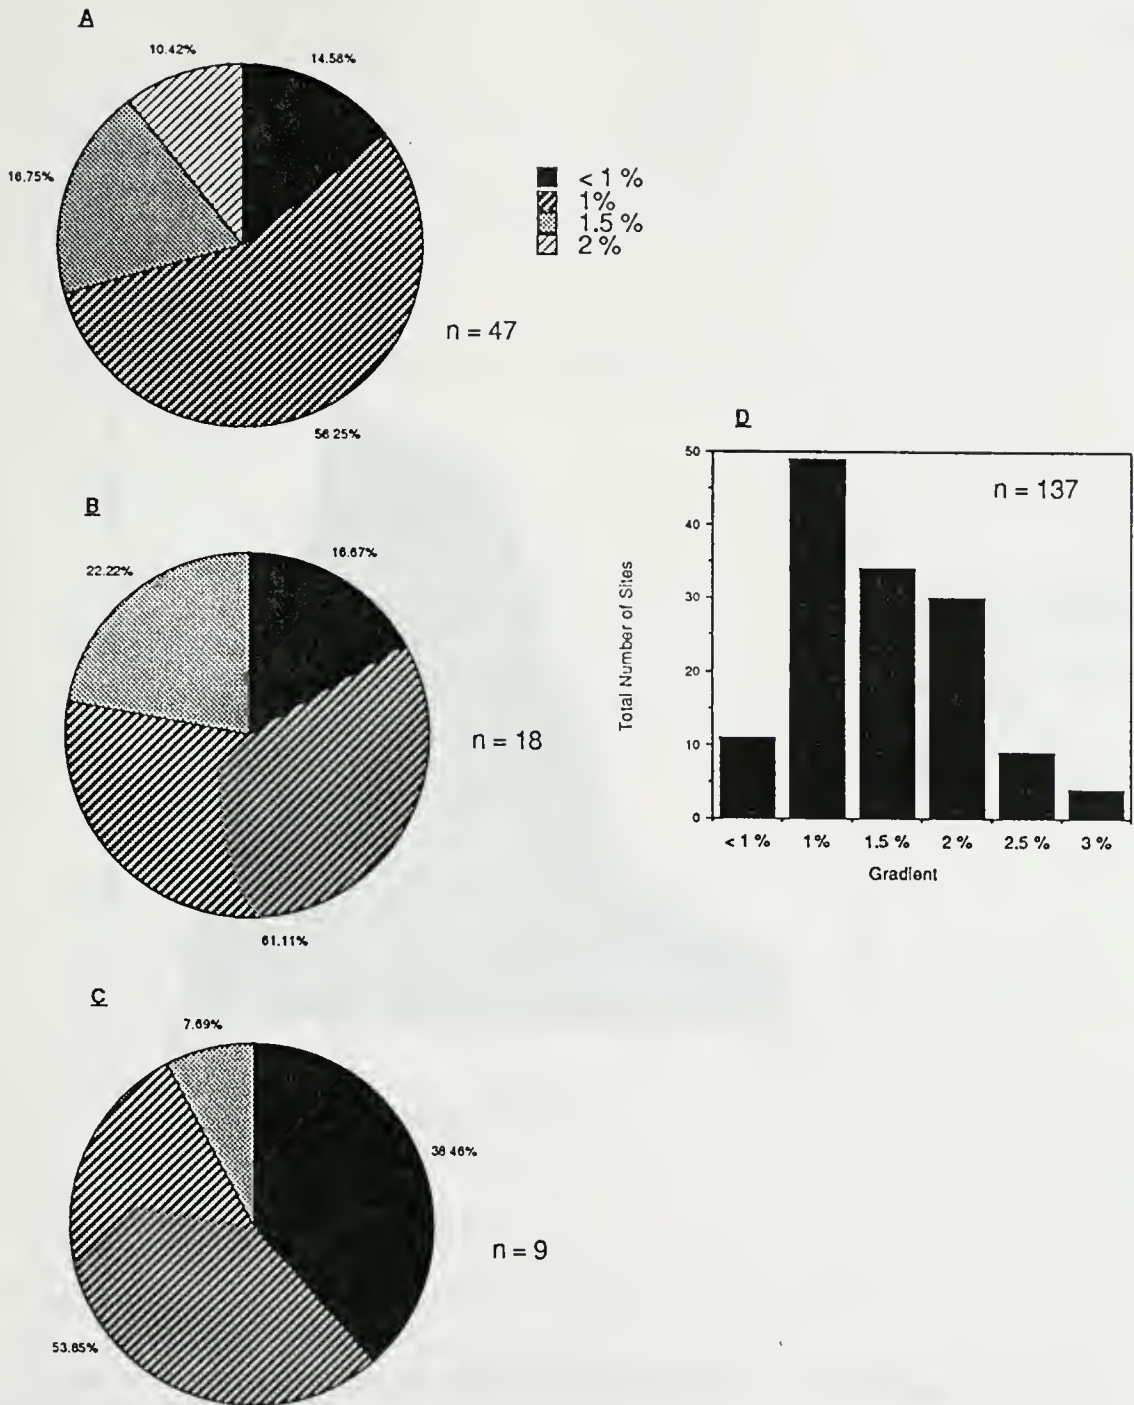 A
10.42%
14.58%
16.75%
56.25%
< 1 %
1%
1.5 %
2 %
n = 47
B
22.22%
16.67%
61.11%
n = 18
C
7.69%
38.46%
53.85%
n = 9
D
n = 137
50
40
30
20
10
0
Total Number of Sites
< 1 %
1%
1.5 %
2 %
2.5 %
3 %
Gradient